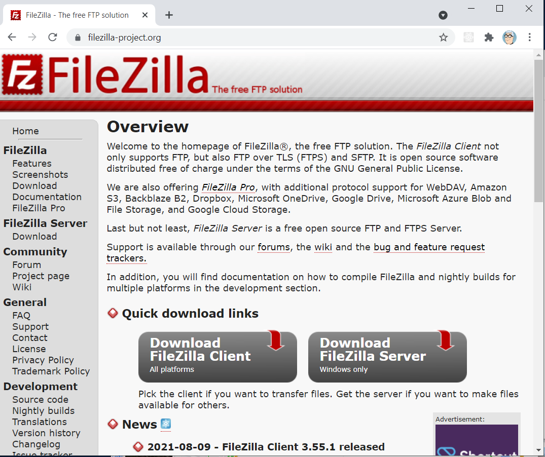 FileZilla - The free FTP solution
filezilla-project.org
FZ FileZilla The free FTP solution
Home
FileZilla
Features
Screenshots
Download
Documentation
FileZilla Pro
FileZilla Server
Download
Community
Forum
Project page
Wiki
General
FAQ
Support
Contact
License
Privacy Policy
Trademark Policy
Development
Source code
Nightly builds
Translations
Version history
Changelog
Issue tracker
Overview
Welcome to the homepage of FileZilla®, the free FTP solution. The FileZilla Client not
only supports FTP, but also FTP over TLS (FTPS) and SFTP. It is open source software
distributed free of charge under the terms of the GNU General Public License.
We are also offering FileZilla Pro, with additional protocol support for WebDAV, Amazon
S3, Backblaze B2, Dropbox, Microsoft OneDrive, Google Drive, Microsoft Azure Blob and
File Storage, and Google Cloud Storage.
Last but not least, FileZilla Server is a free open source FTP and FTPS Server.
Support is available through our forums, the wiki and the bug and feature request
trackers.
In addition, you will find documentation on how to compile FileZilla and nightly builds for
multiple platforms in the development section.
Quick download links
Download
FileZilla Client
All platforms
Download
FileZilla Server
Windows only
Pick the client if you want to transfer files. Get the server if you want to make files
available for others.
News
2021-08-09 - FileZilla Client 3.55.1 released
Advertisement: